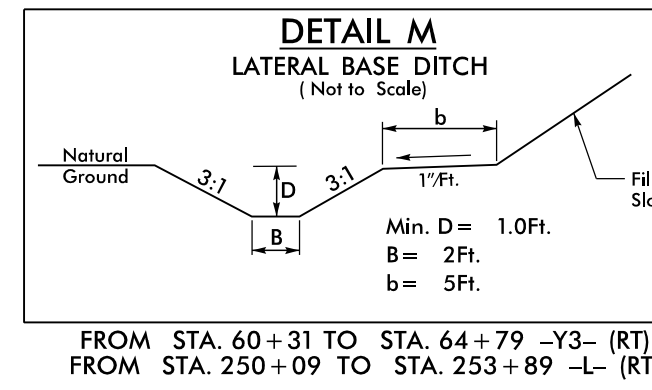 DETAIL M
LATERAL BASE DITCH
( Not to Scale)
b
Natural
Ground
3:1
D
3:1
1"/Ft.
B
Min. D = 1.0Ft.
B = 2Ft.
b = 5Ft.
FROM STA. 60+31 TO STA. 64+79 -Y3- (RT)
FROM STA. 250+09 TO STA. 253+89 -L- (RT